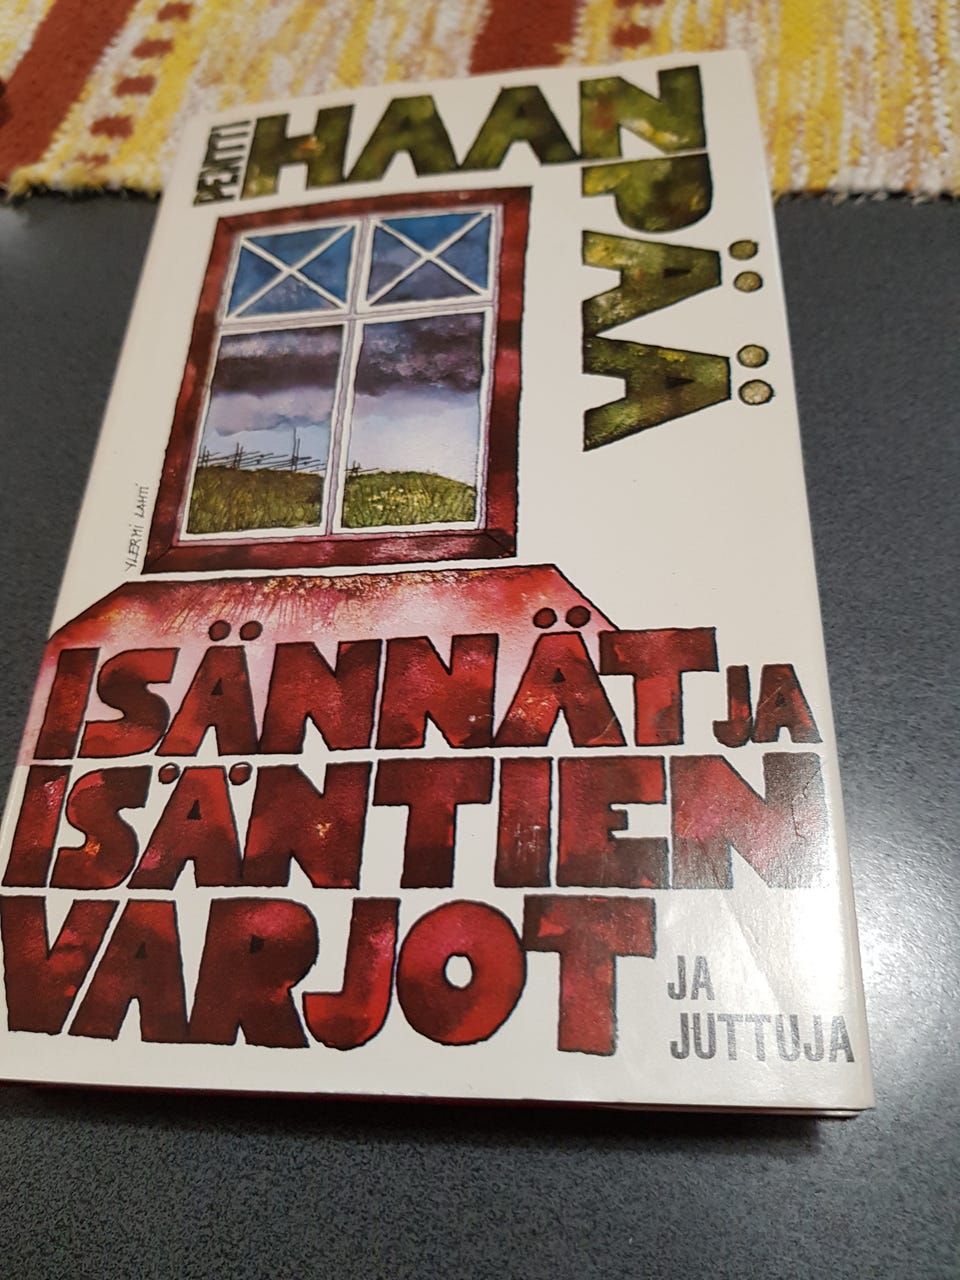 PENTTI
HAANPÄÄ
YLERMI LAHTI
ISÄNNÄT JA
ISÄNTIEN
VARJOT
JA
JUTTUJA